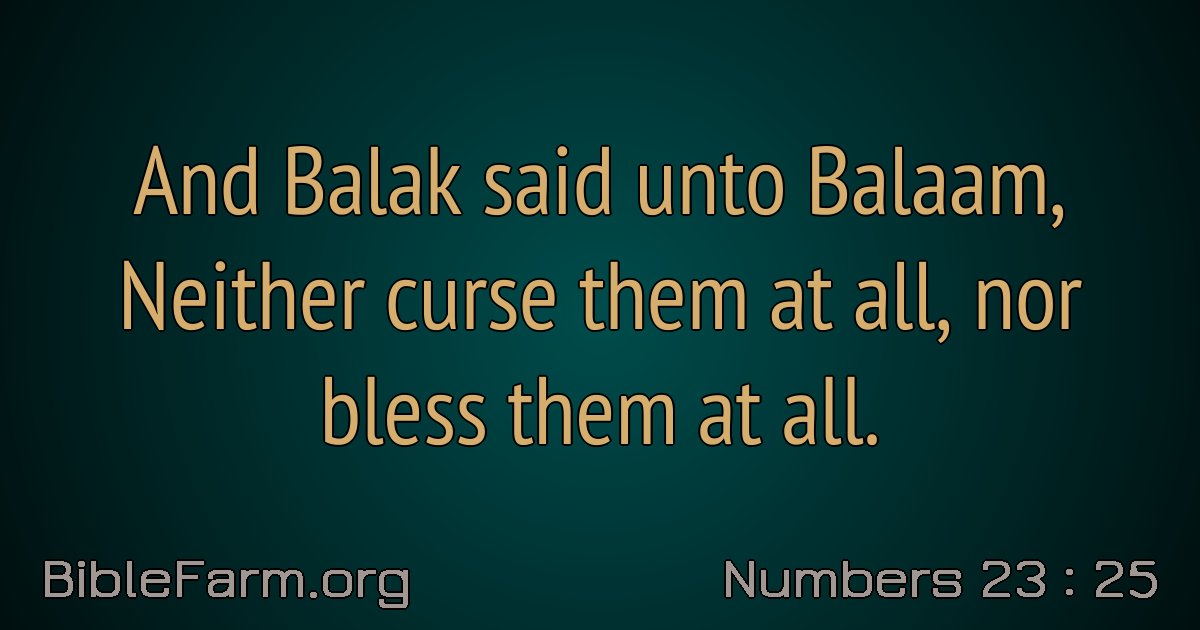 And Balak said unto Balaam,
Neither curse them at all, nor
bless them at all.
BibleFarm.org
Numbers 23 : 25